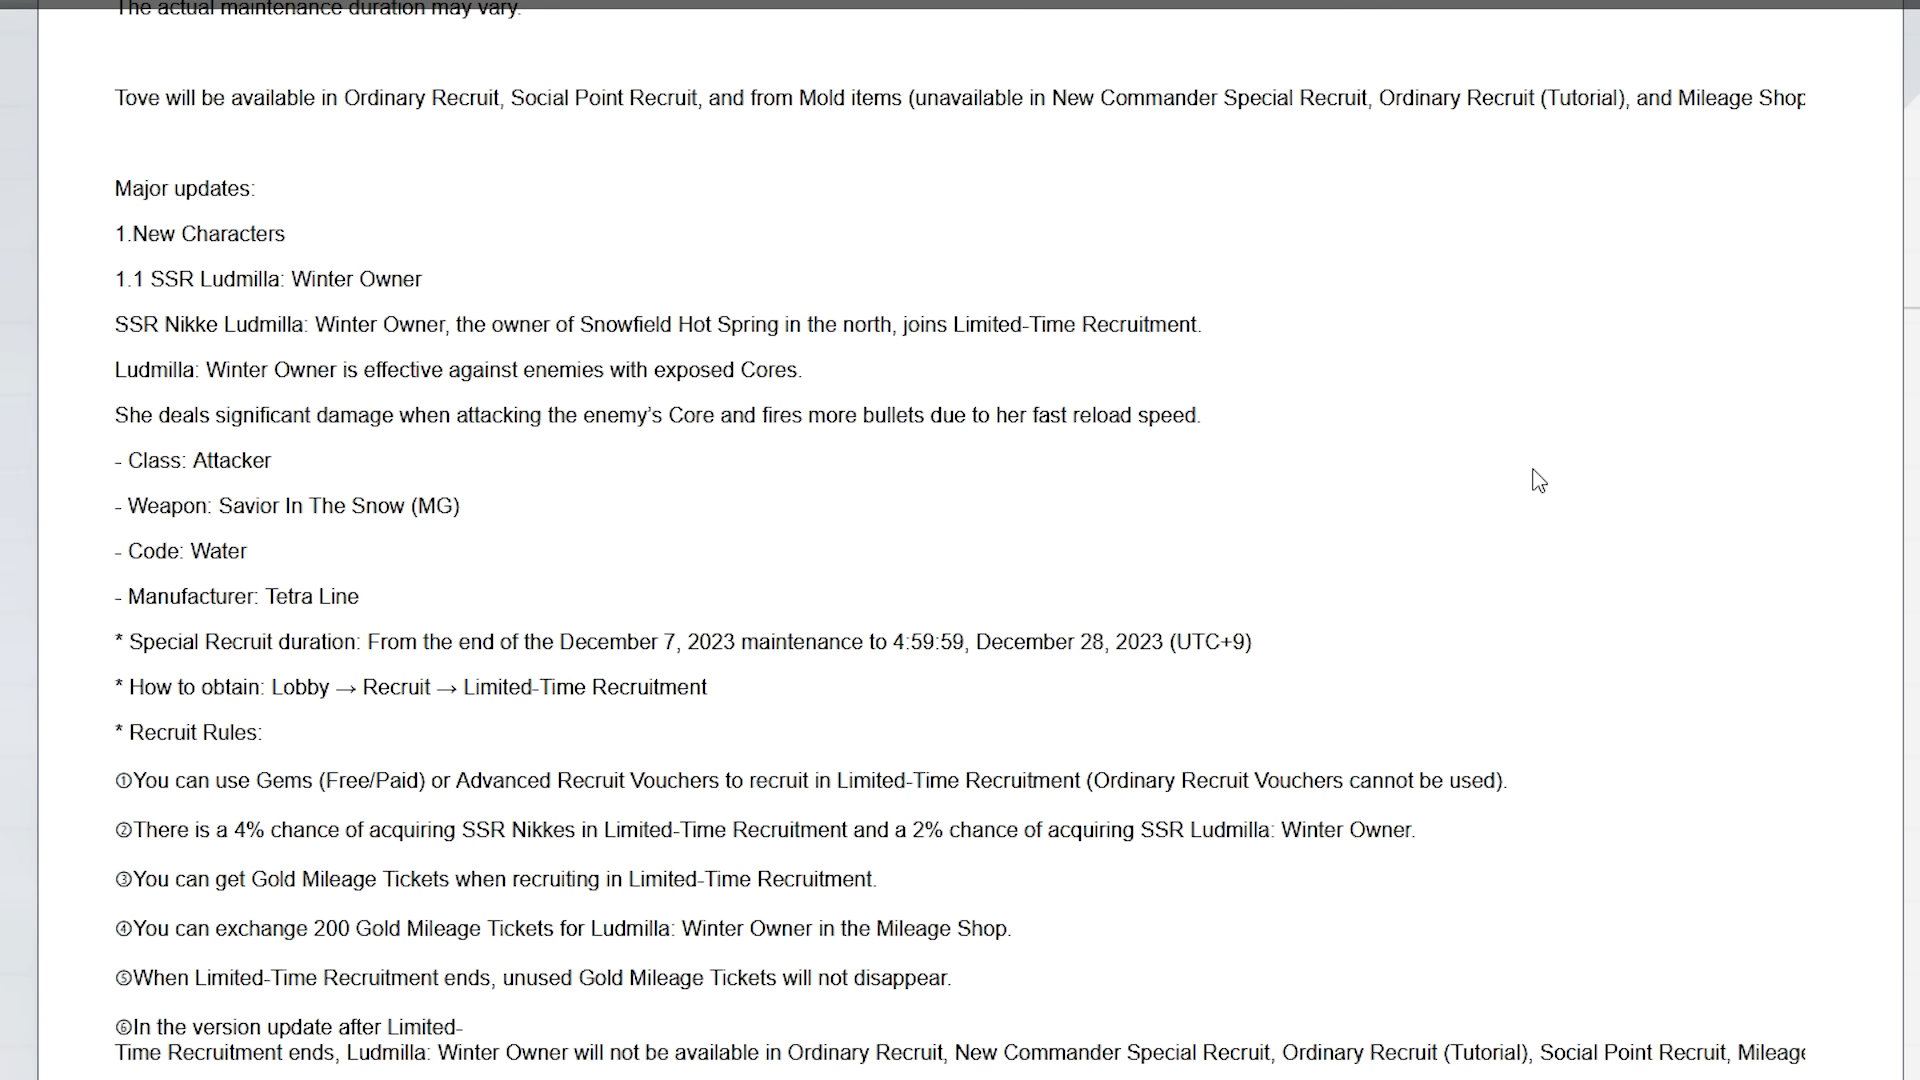 The actual maintenance duration may vary.
Tove will be available in Ordinary Recruit, Social Point Recruit, and from Mold items (unavailable in New Commander Special Recruit, Ordinary Recruit (Tutorial), and Mileage Shop
Major updates:
1.New Characters
1.1 SSR Ludmilla: Winter Owner
SSR Nikke Ludmilla: Winter Owner, the owner of Snowfield Hot Spring in the north, joins Limited-Time Recruitment.
Ludmilla: Winter Owner is effective against enemies with exposed Cores.
She deals significant damage when attacking the enemy’s Core and fires more bullets due to her fast reload speed.
- Class: Attacker
- Weapon: Savior In The Snow (MG)
- Code: Water
- Manufacturer: Tetra Line
* Special Recruit duration: From the end of the December 7, 2023 maintenance to 4:59:59, December 28, 2023 (UTC+9)
* How to obtain: Lobby → Recruit → Limited-Time Recruitment
* Recruit Rules:
①You can use Gems (Free/Paid) or Advanced Recruit Vouchers to recruit in Limited-Time Recruitment (Ordinary Recruit Vouchers cannot be used).
②There is a 4% chance of acquiring SSR Nikkes in Limited-Time Recruitment and a 2% chance of acquiring SSR Ludmilla: Winter Owner.
③You can get Gold Mileage Tickets when recruiting in Limited-Time Recruitment.
④You can exchange 200 Gold Mileage Tickets for Ludmilla: Winter Owner in the Mileage Shop.
⑤When Limited-Time Recruitment ends, unused Gold Mileage Tickets will not disappear.
⑥In the version update after Limited-
Time Recruitment ends, Ludmilla: Winter Owner will not be available in Ordinary Recruit, New Commander Special Recruit, Ordinary Recruit (Tutorial), Social Point Recruit, Mileage